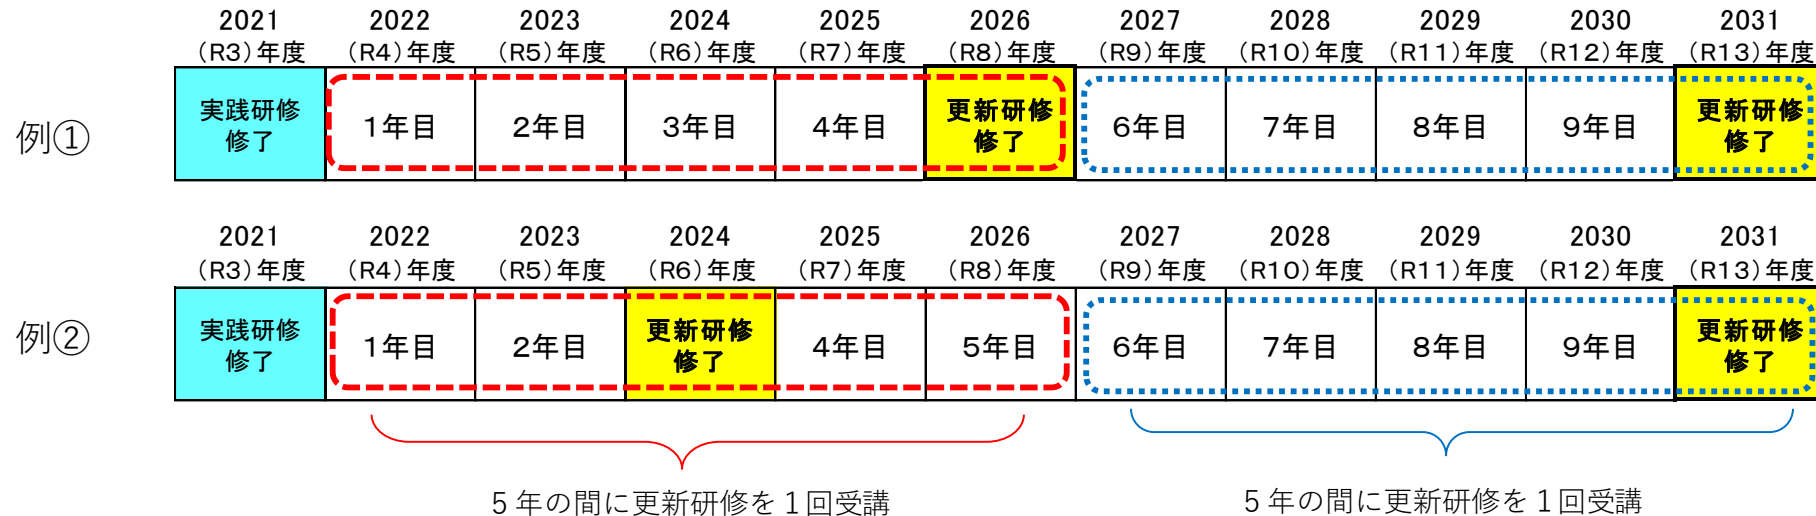 2021 2022 2023 2024 2025 2026 2027 2028 2029 2030 2031
（R3）年度 （R4）年度 （R5）年度 （R6）年度 （R7）年度 （R8）年度 （R9）年度 （R10）年度 （R11）年度 （R12）年度 （R13）年度
例①
実践研修 更新研修 更新研修
修了 1年目 2年目 3年目 4年目 修了 6年目 7年目 8年目 9年目 修了
2021 2022 2023 2024 2025 2026 2027 2028 2029 2030 2031
（R3）年度 （R4）年度 （R5）年度 （R6）年度 （R7）年度 （R8）年度 （R9）年度 （R10）年度 （R11）年度 （R12）年度 （R13）年度
例②
実践研修 更新研修 更新研修
修了 1年目 2年目 修了 4年目 5年目 6年目 7年目 8年目 9年目 修了
5年の間に更新研修を1回受講 5年の間に更新研修を1回受講